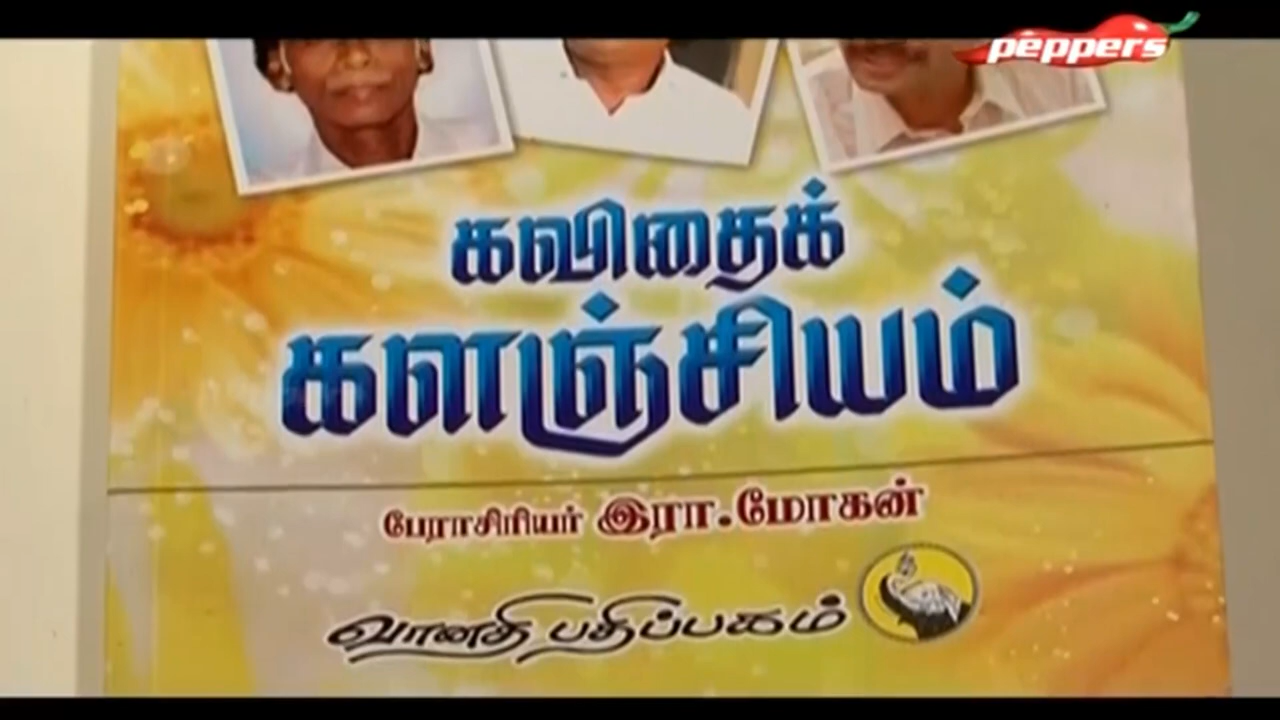 peppers
கவிதைக்
களஞ்சியம்
பேராசிரியர் இரா.மோகன்
வானதி பதிப்பகம்